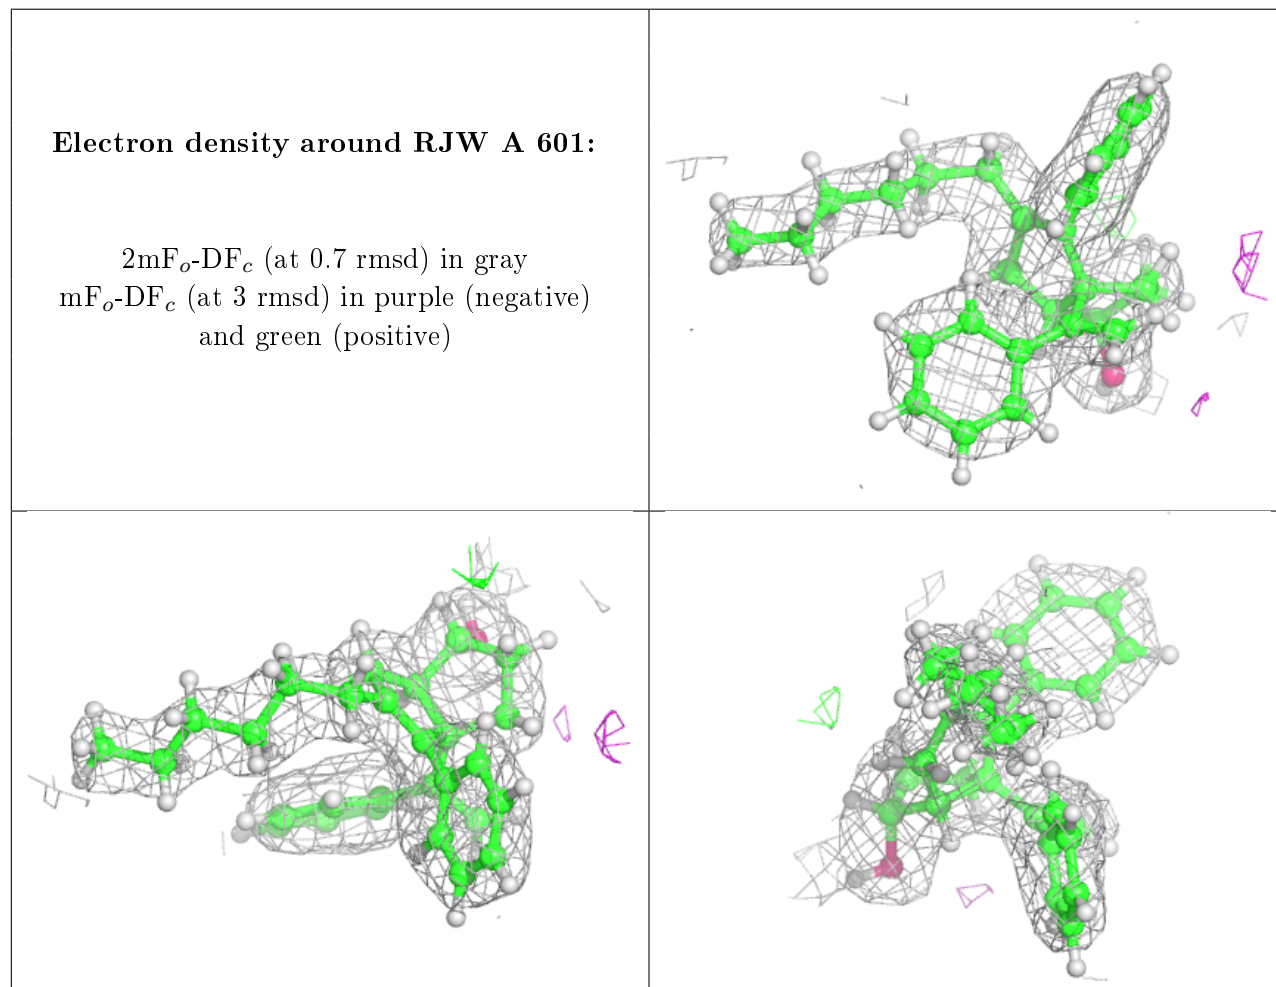 Electron density around RJW A 601:
2mFo-DFc (at 0.7 rmsd) in gray
mFo-DFc (at 3 rmsd) in purple (negative)
and green (positive)